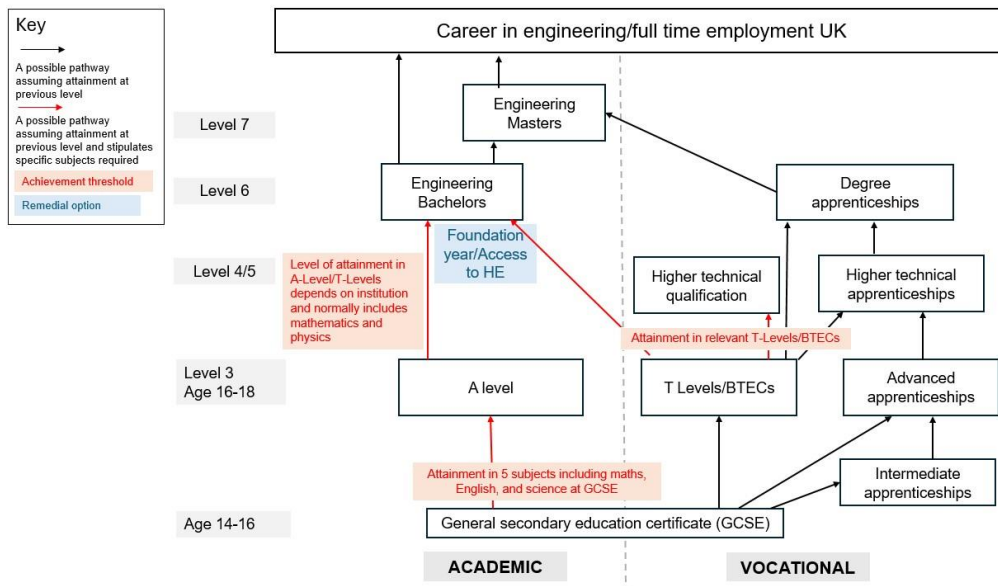 Key
A possible pathway
assuming attainment at
previous level
A possible pathway
assuming attainment at
previous level and stipulates
specific subjects required
Achievement threshold
Remedial option
Career in engineering/full time employment UK
Level 7
Engineering
Masters
Level 6
Engineering
Bachelors
Degree
apprenticeships
Foundation
year/Access
to HE
Level 4/5
Level of attainment in
A-Level/T-Levels
depends on institution
and normally includes
mathematics and
physics
Higher technical
qualification
Higher technical
apprenticeships
Attainment in relevant T-Levels/BTECs
Level 3
Age 16-18
A level
T Levels/BTECs
Advanced
apprenticeships
Attainment in 5 subjects including maths,
English, and science at GCSE
Intermediate
apprenticeships
Age 14-16
General secondary education certificate (GCSE)
ACADEMIC
VOCATIONAL